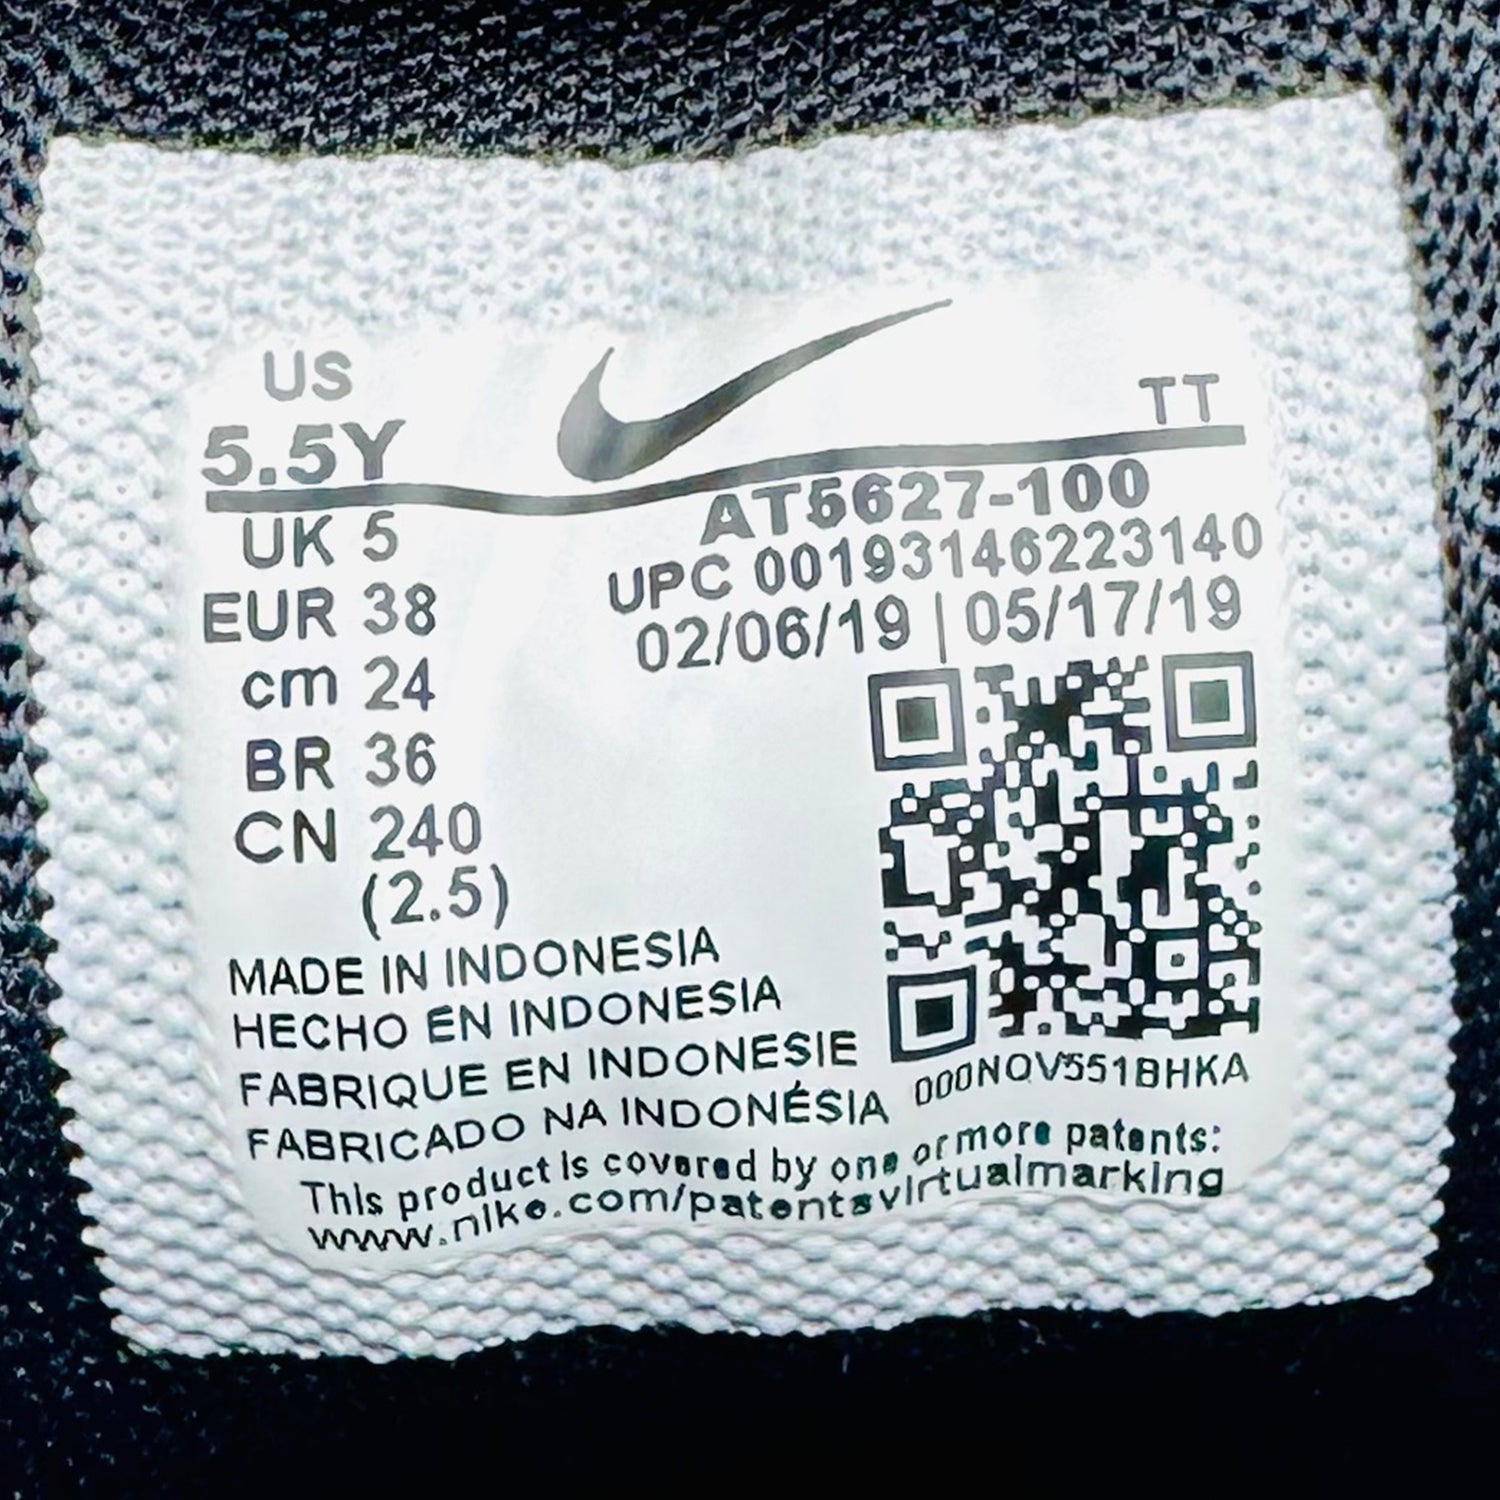 US
5.5Y
UK 5
EUR 38
cm 24
BR 36
CN 240
(2.5)
TT
AT5627-100
UPC 00193146223140
02/06/19 | 05/17/19
000NOV551BHKA
MADE IN INDONESIA
HECHO EN INDONESIA
FABRIQUE EN INDONESIE
FABRICADO NA INDONÉSIA
This product is covered by one or more patents:
www.nike.com/patentsvirtualmarking